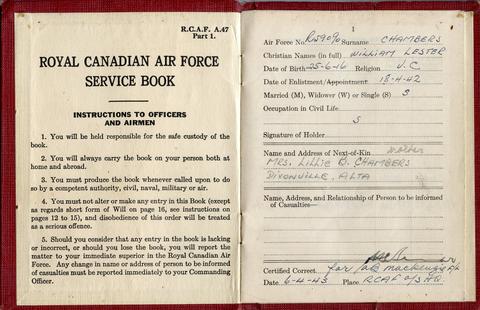 R.C.A.F. A.47
Part 1.
ROYAL CANADIAN AIR FORCE
SERVICE BOOK
INSTRUCTIONS TO OFFICERS
AND AIRMEN
1. You will be held responsible for the safe custody of the
book.
2. You will always carry the book on your person both at
home and abroad.
3. You must produce the book whenever called upon to do
so by a competent authority, civil, naval, military or air.
4. You must not alter or make any entry in this Book (except
as regards short form of Will on page 16, see instructions on
pages 12 to 15), and disobedience of this order will be treated
as a serious offence.
5. Should you consider that any entry in the book is lacking
or incorrect, or should you lose the book, you will report the
matter to your immediate superior in the Royal Canadian Air
Force. Any change in name or address of person to be informed
of casualties must be reported immediately to your Commanding
Officer.
1
Air Force No. Surname CHAMBERS
Christian Names (in full) WILLIAM LESTER
Date of Birth 25-6-16 Religion U.C.
Date of Enlistment/Appointment 18-4-42
Married (M), Widower (W) or Single (S) S
Occupation in Civil Life
S
Signature of Holder
Name and Address of Next-of-Kin mother
MRS. LILLIE B. CHAMBERS
DIXONVILLE, ALTA
Name, Address, and Relationship of Person to be informed
of Casualties—
Certified Correct for mackenzie
Date 6-4-43 Place RCAF O/S HQ.